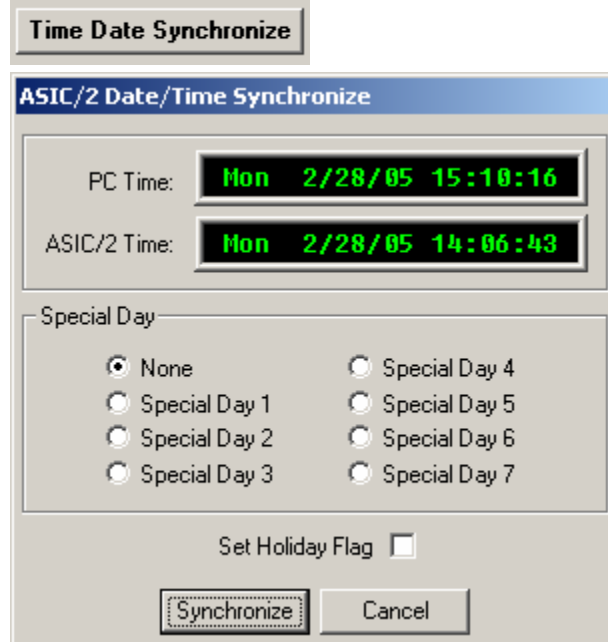 Time Date Synchronize
ASIC/2 Date/Time Synchronize
PC Time: Mon 2/28/05 15:10:16
ASIC/2 Time: Mon 2/28/05 14:06:43
Special Day
None Special Day 4
Special Day 1 Special Day 5
Special Day 2 Special Day 6
Special Day 3 Special Day 7
Set Holiday Flag
Synchronize Cancel